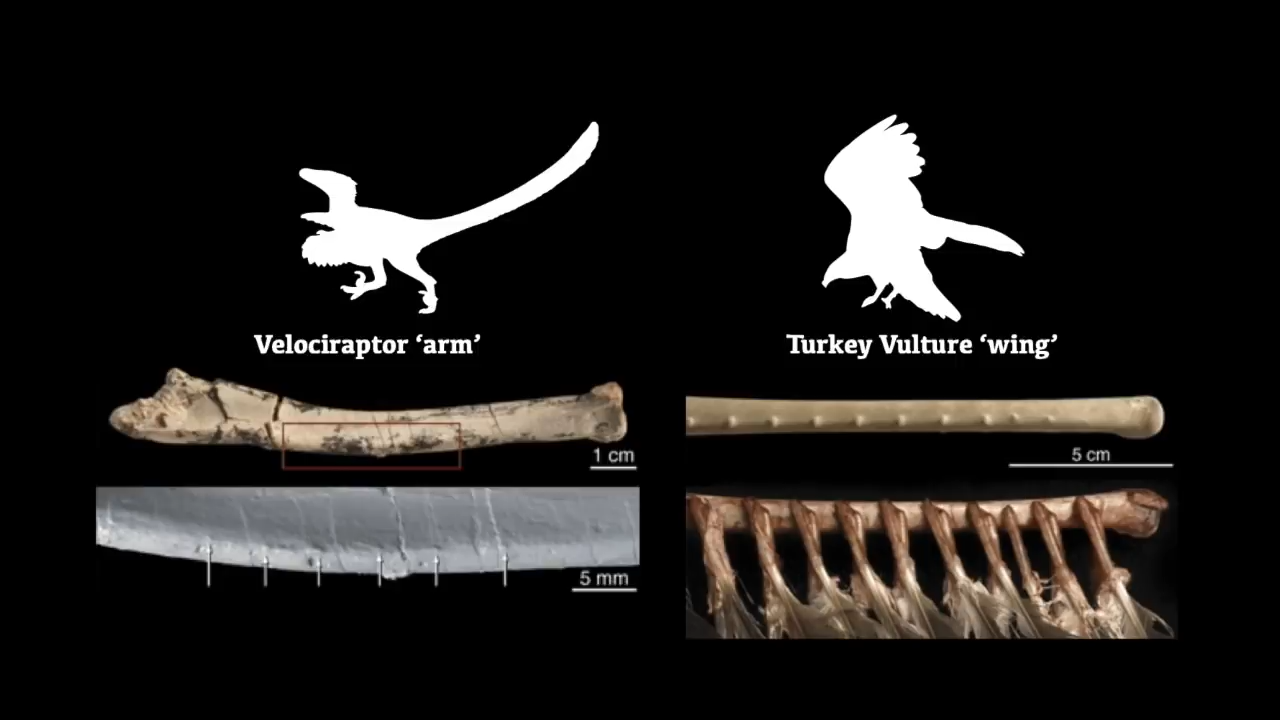 Velociraptor ‘arm’
Turkey Vulture ‘wing’
1 cm
5 cm
5 mm